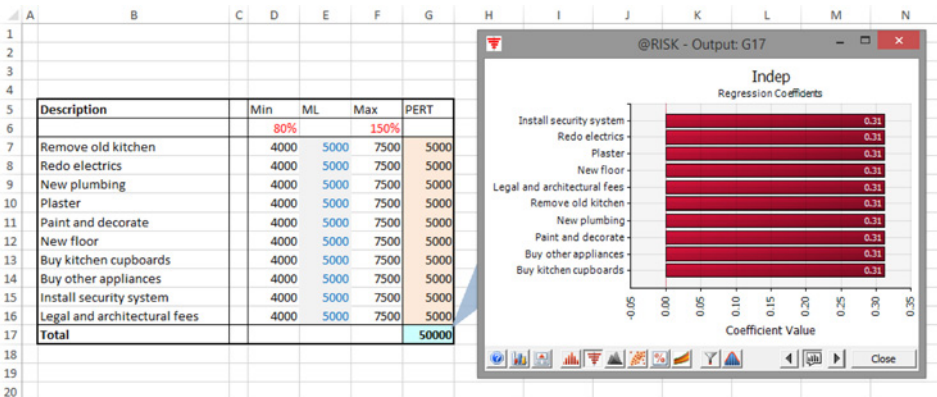 A B C D E F G H I J K L M N
1
2
3
4
5 Description Min ML Max PERT
6 80% 150%
7 Remove old kitchen 4000 5000 7500 5000
8 Redo electrics 4000 5000 7500 5000
9 New plumbing 4000 5000 7500 5000
10 Plaster 4000 5000 7500 5000
11 Paint and decorate 4000 5000 7500 5000
12 New floor 4000 5000 7500 5000
13 Buy kitchen cupboards 4000 5000 7500 5000
14 Buy other appliances 4000 5000 7500 5000
15 Install security system 4000 5000 7500 5000
16 Legal and architectural fees 4000 5000 7500 5000
17 Total 50000
18
19
20
@RISK - Output: G17
Indep
Regression Coefficients
Install security system 0.31
Redo electrics 0.31
Plaster 0.31
New floor 0.31
Legal and architectural fees 0.31
Remove old kitchen 0.31
New plumbing 0.31
Paint and decorate 0.31
Buy other appliances 0.31
Buy kitchen cupboards 0.31
-0.05 0.00 0.05 0.10 0.15 0.20 0.25 0.30 0.35
Coefficient Value
Close